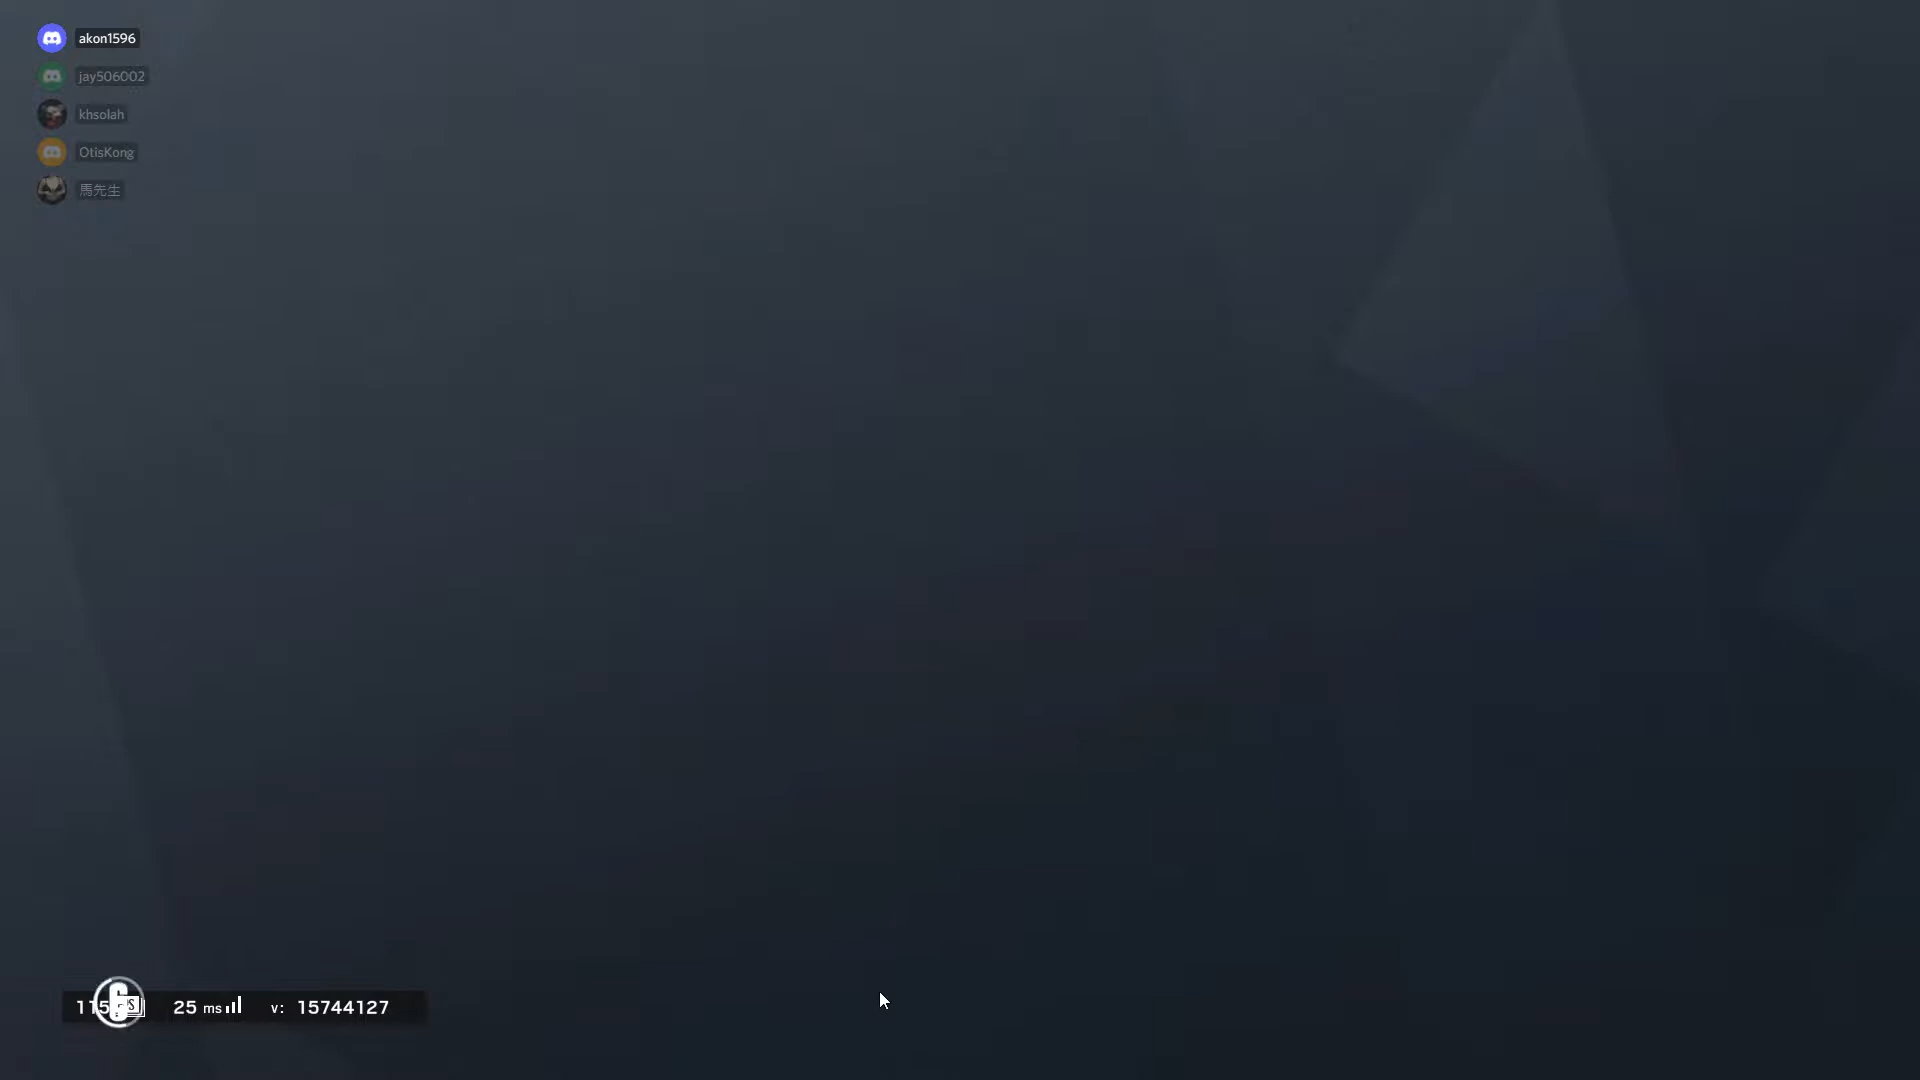 akon1596
jay506002
khsolah
OtisKong
馬先生
25 ms v: 15744127